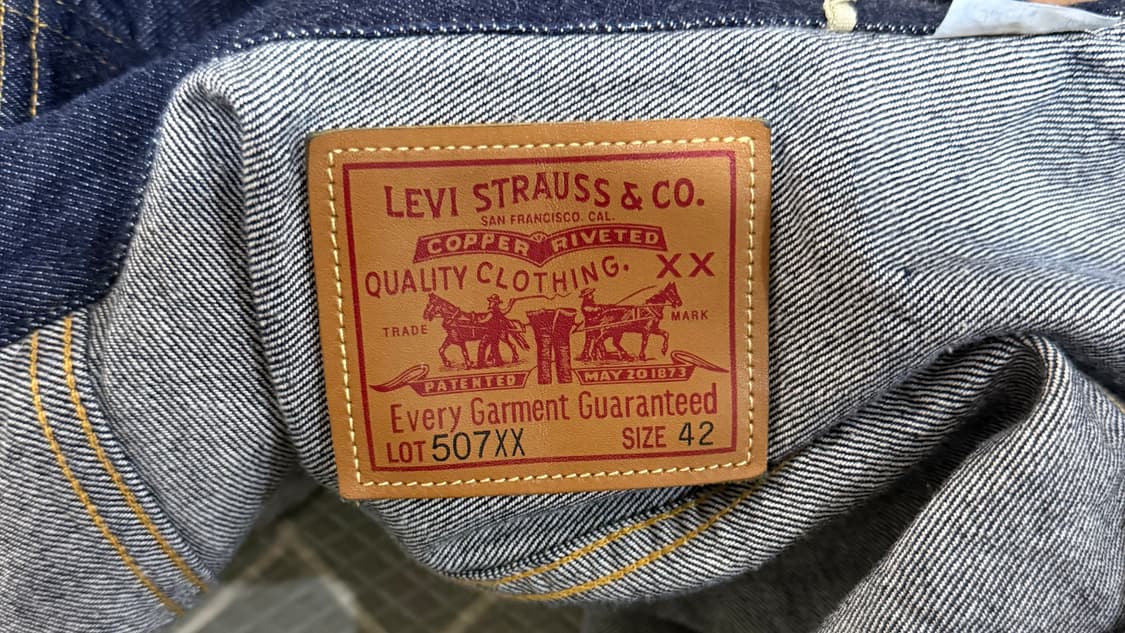 LEVI STRAUSS & CO.
SAN FRANCISCO. CAL.
COPPER RIVETED
QUALITY CLOTHING. XX
TRADE MARK
PATENTED MAY 20 1873
Every Garment Guaranteed
LOT 507XX SIZE 42